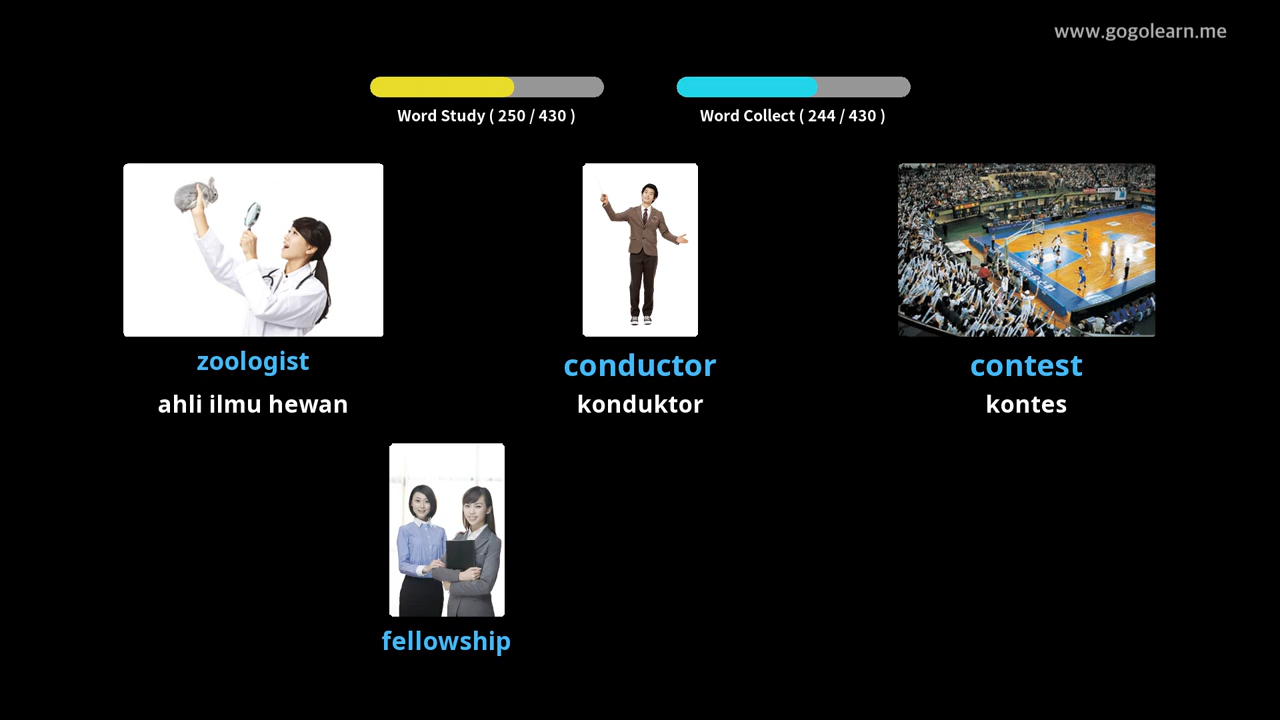 www.gogolearn.me
Word Study ( 250 / 430 )
Word Collect ( 244 / 430 )
zoologist
ahli ilmu hewan
conductor
konduktor
contest
kontes
fellowship